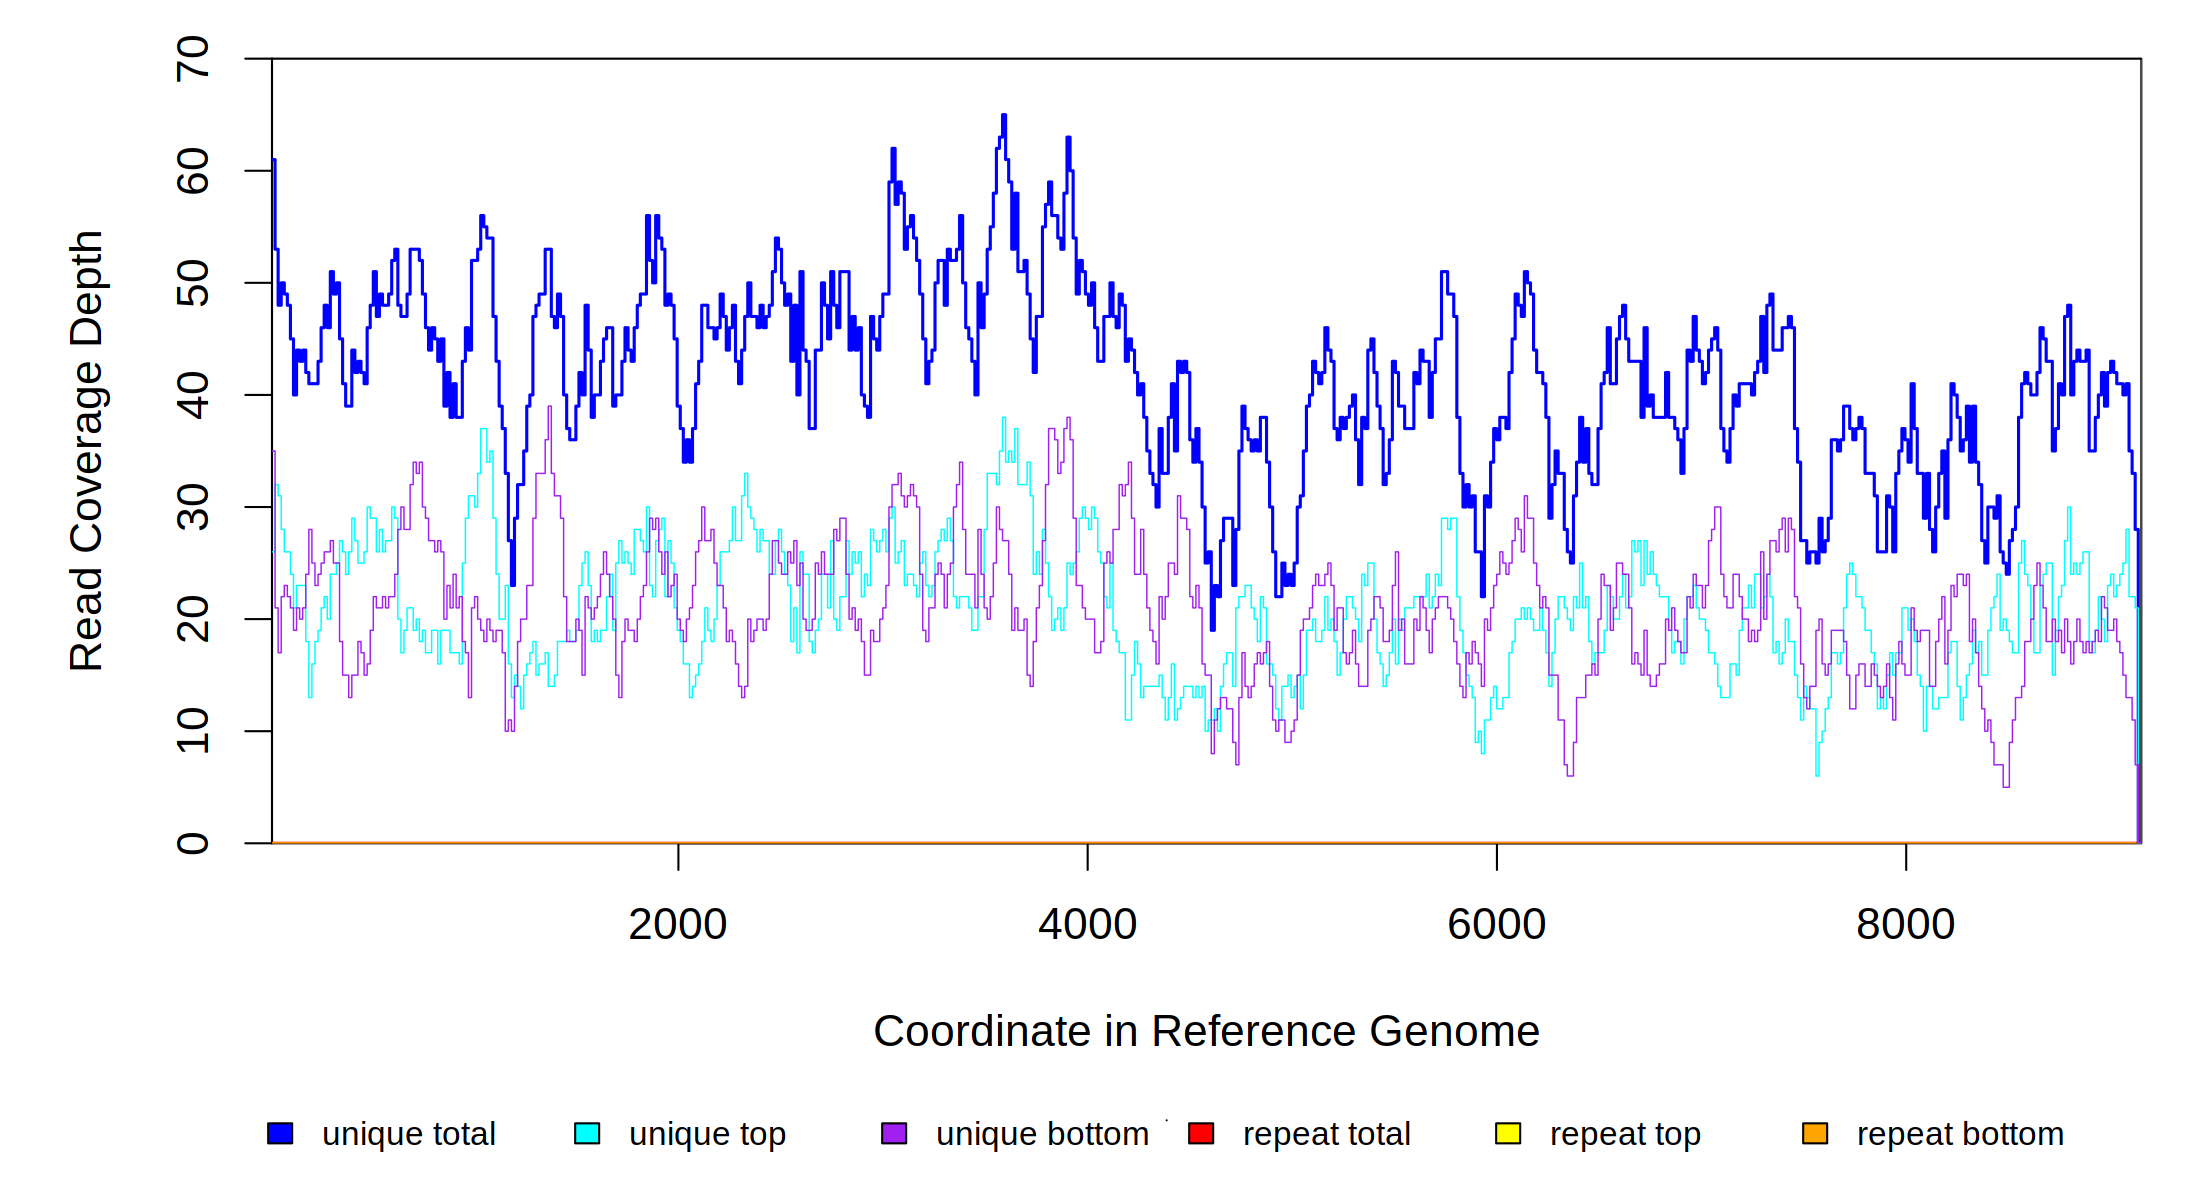 70
60
50
40
30
20
10
0
Read Coverage Depth
2000 4000 6000 8000
Coordinate in Reference Genome
unique total unique top unique bottom repeat total repeat top repeat bottom